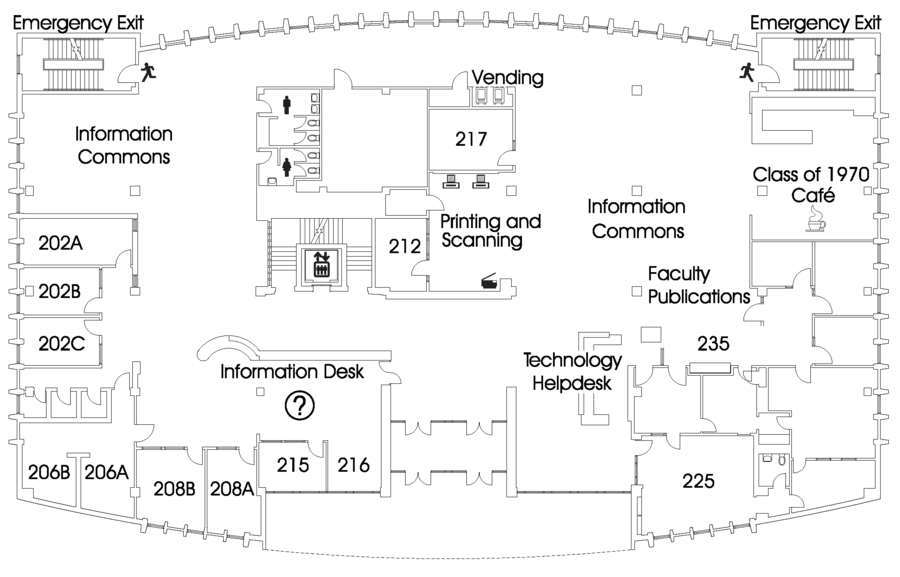 Emergency Exit
Emergency Exit
Vending
Information
Commons
217
Class of 1970
Café
Information
Commons
Printing and
Scanning
202A
212
Faculty
Publications
202B
202C
235
Information Desk
?
Technology
Helpdesk
206B
206A
208B
208A
215
216
225